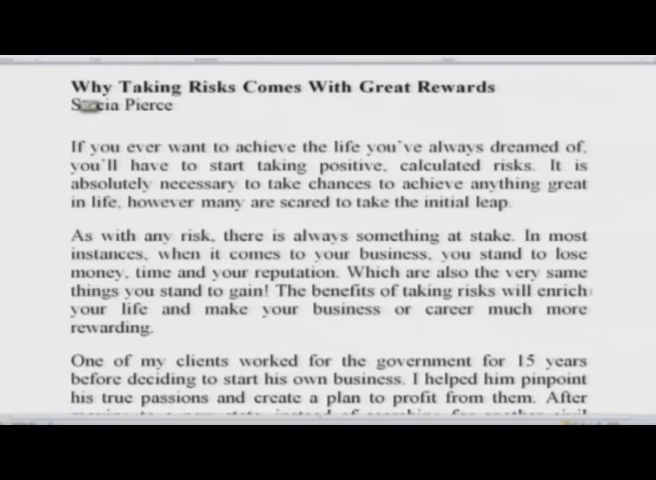 Why Taking Risks Comes With Great Rewards
Pierce
If you ever want to achieve the life you've always dreamed of,
you'll have to start taking positive, calculated risks. It is
absolutely necessary to take chances to achieve anything great
in life, however many are scared to take the initial leap.
As with any risk, there is always something at stake. In most
instances, when it comes to your business, you stand to lose
money, time and your reputation. Which are also the very same
things you stand to gain! The benefits of taking risks will enrich
your life and make your business or career much more
rewarding.
One of my clients worked for the government for 15 years
before deciding to start his own business. I helped him pinpoint
his true passions and create a plan to profit from them. After